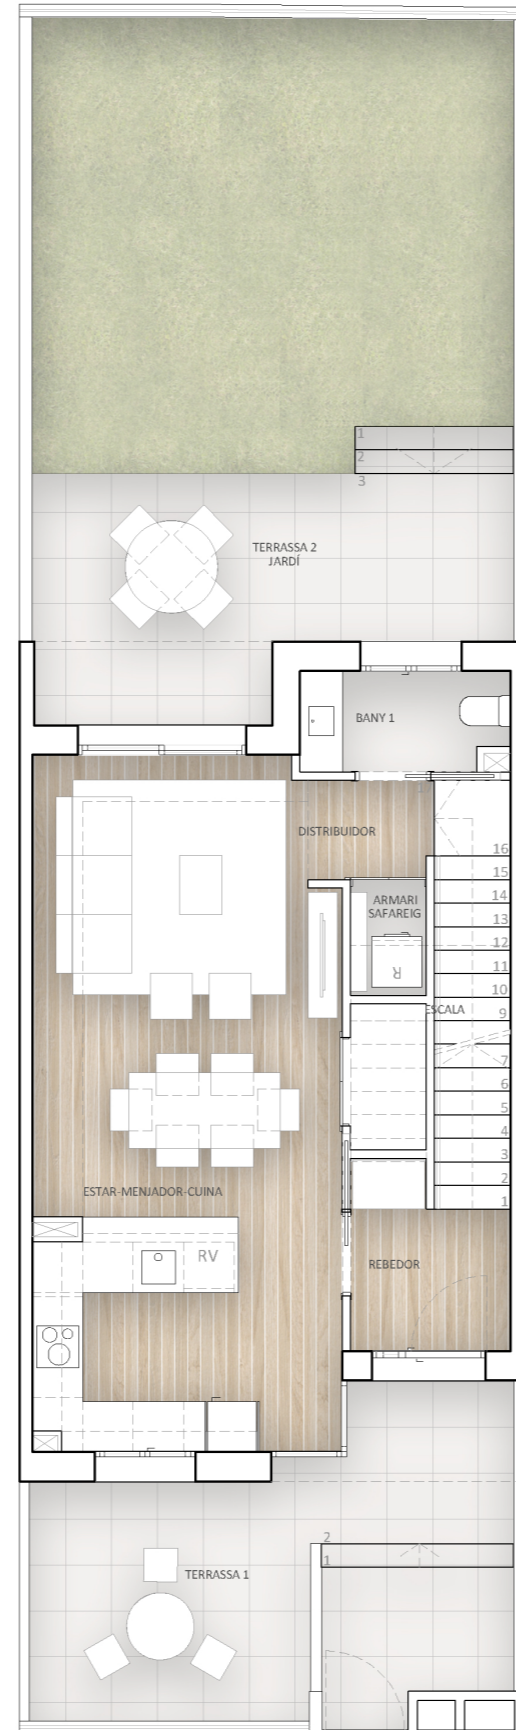 1
2
3
TERRASSA 2
JARDÍ
BANY 1
17
DISTRIBUIDOR
16
15
ARMARI
SAFAREIG
14
13
12
11
R
10
ESCALA
9
7
6
5
4
3
2
1
ESTAR-MENJADOR-CUINA
RV
REBEDOR
2
1
TERRASSA 1